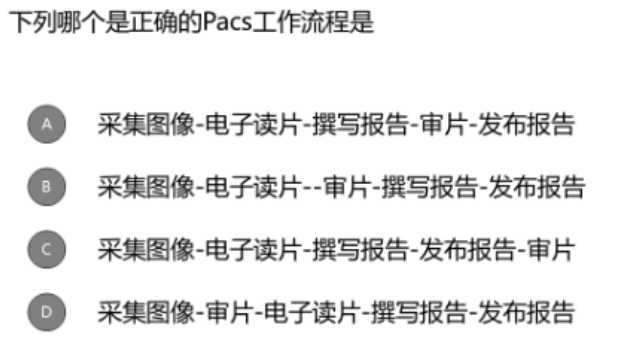 下列哪个是正确的Pacs工作流程是
A 采集图像-电子读片-撰写报告-审片-发布报告
B 采集图像-电子读片--审片-撰写报告-发布报告
C 采集图像-电子读片-撰写报告-发布报告-审片
D 采集图像-审片-电子读片-撰写报告-发布报告